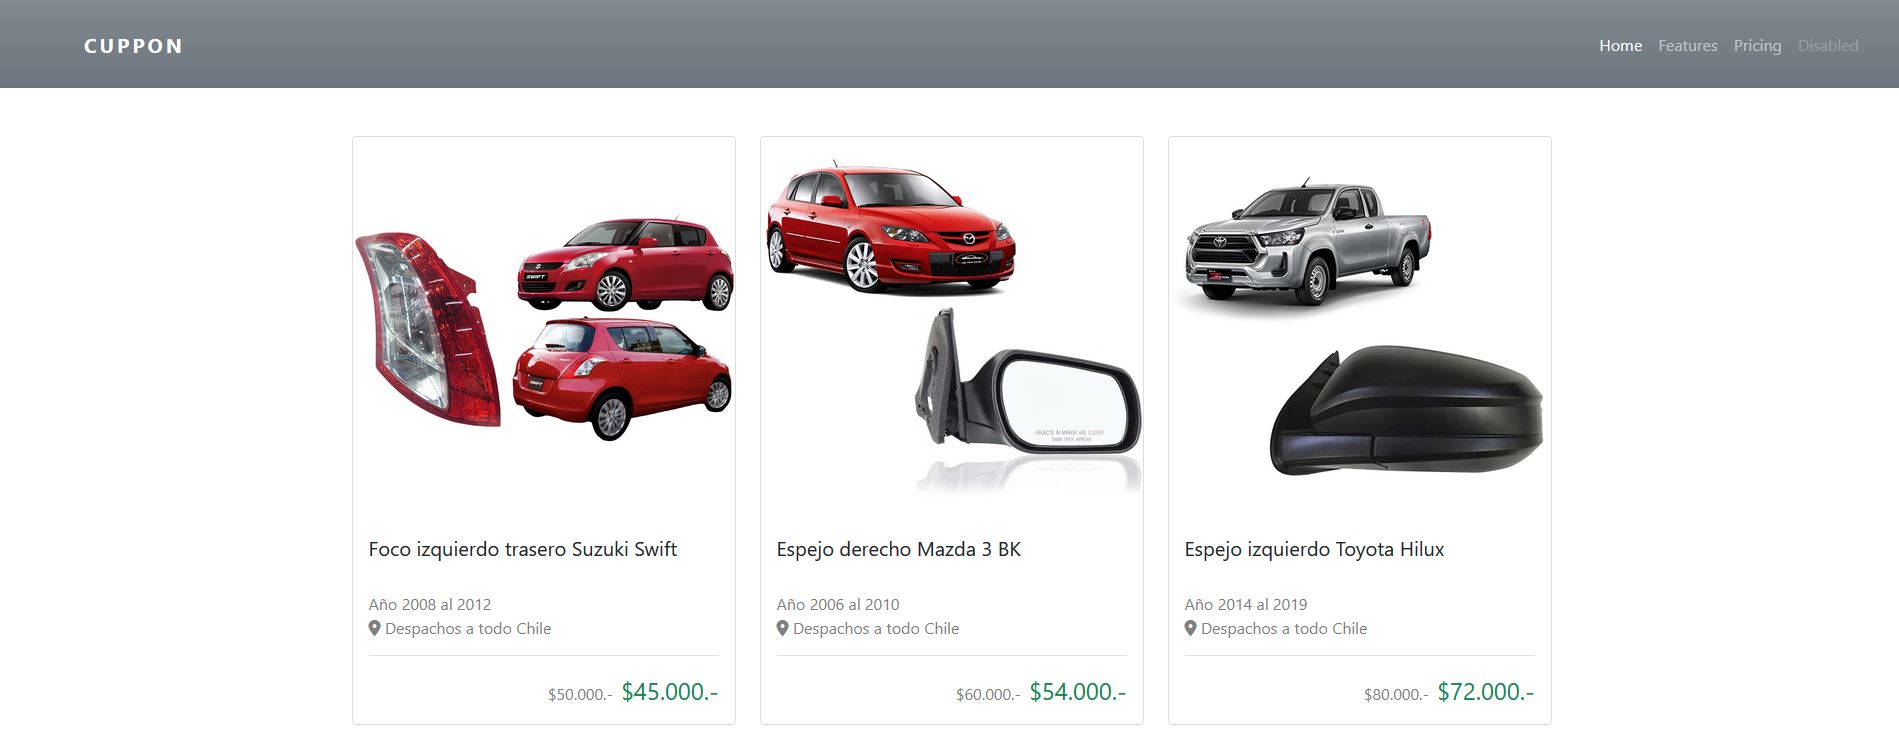 CUPPON
Home Features Pricing Disabled
SWIFT
SWIFT
OBJECTS IN MIRROR ARE CLOSER
THAN THEY APPEAR
Foco izquierdo trasero Suzuki Swift
Año 2008 al 2012
Despachos a todo Chile
$50.000.- $45.000.-
Espejo derecho Mazda 3 BK
Año 2006 al 2010
Despachos a todo Chile
$60.000.- $54.000.-
Espejo izquierdo Toyota Hilux
Año 2014 al 2019
Despachos a todo Chile
$80.000.- $72.000.-